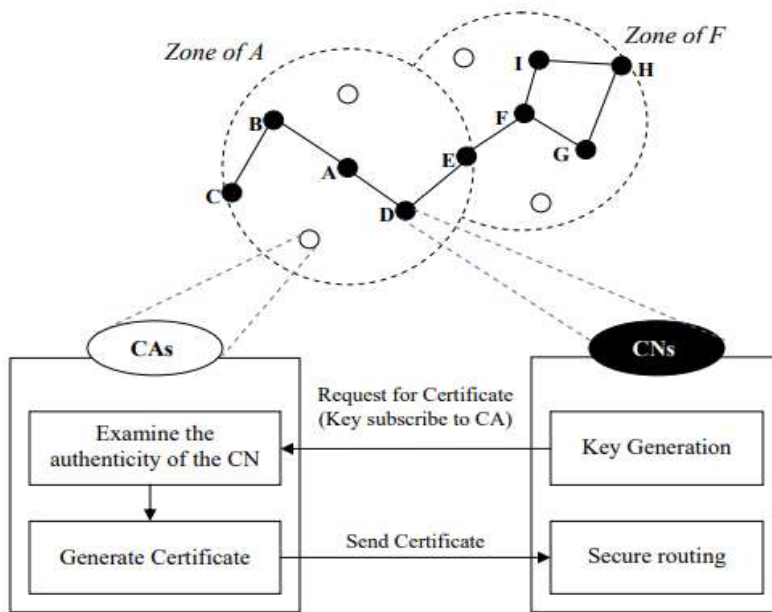 Zone of A
Zone of F
I
H
B
F
G
E
A
C
D
CAs
CNs
Request for Certificate
(Key subscribe to CA)
Examine the
authenticity of the CN
Key Generation
Generate Certificate
Send Certificate
Secure routing